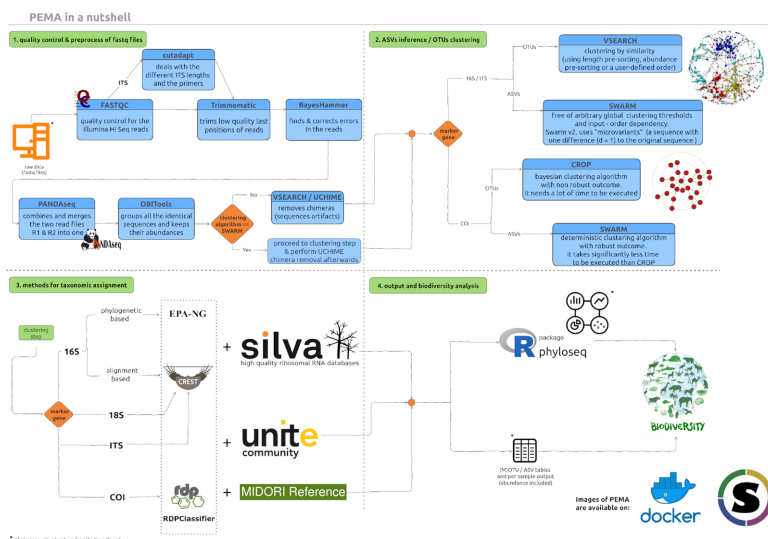 PEMA in a nutshell
1. quality control & preprocess of fastq files
cutadapt
deals with the
different ITS lengths
and the primers
ITS
FASTQC
quality control for the
Illumina Hi Seq reads
Trimmomatic
trims low quality last
positions of reads
BayesHammer
finds & corrects errors
in the reads
*
raw data
(fastq files)
PANDAseq
combines and merges
the two read files
R1 & R2 into one
PANDAseq
OBITools
groups all the identical
sequences and keeps
their abundances
clustering
algorithm
SWARM
No
Yes
VSEARCH / UCHIME
removes chimeras
(sequences artifacts)
proceed to clustering step
& perform UCHIME
chimera removal afterwards
2. ASVs inference / OTUs clustering
marker
gene
16S / ITS
OTUs
ASVs
VSEARCH
clustering by similarity
(using length pre-sorting, abundance
pre-sorting or a user-defined order)
SWARM
free of arbitrary global clustering thresholds
and input - order dependency.
Swarm v2. uses "microvariants" (a sequence with
one difference (d = 1) to the original sequence )
COI
OTUs
ASVs
CROP
bayesian clustering algorithm
with non robust outcome.
it needs a lot of time to be executed
SWARM
deterministic clustering algorithm
with robust outcome.
it takes significantly less time
to be executed than CROP
3. methods for taxonomic assignment
clustering
step
marker
gene
16S
phylogenetic
based
alignment
based
18S
ITS
COI
EPA-NG
CREST
rdp
RDPClassifier
+
silva
high quality ribosomal RNA databases
+
unite
community
+
MIDORI Reference
4. output and biodiversity analysis
R
package
phyloseq
*
BIODIVERSITY
*
(M)OTU / ASV tables
and per sample output
(abundance included)
Images of PEMA
are available on:
docker
S